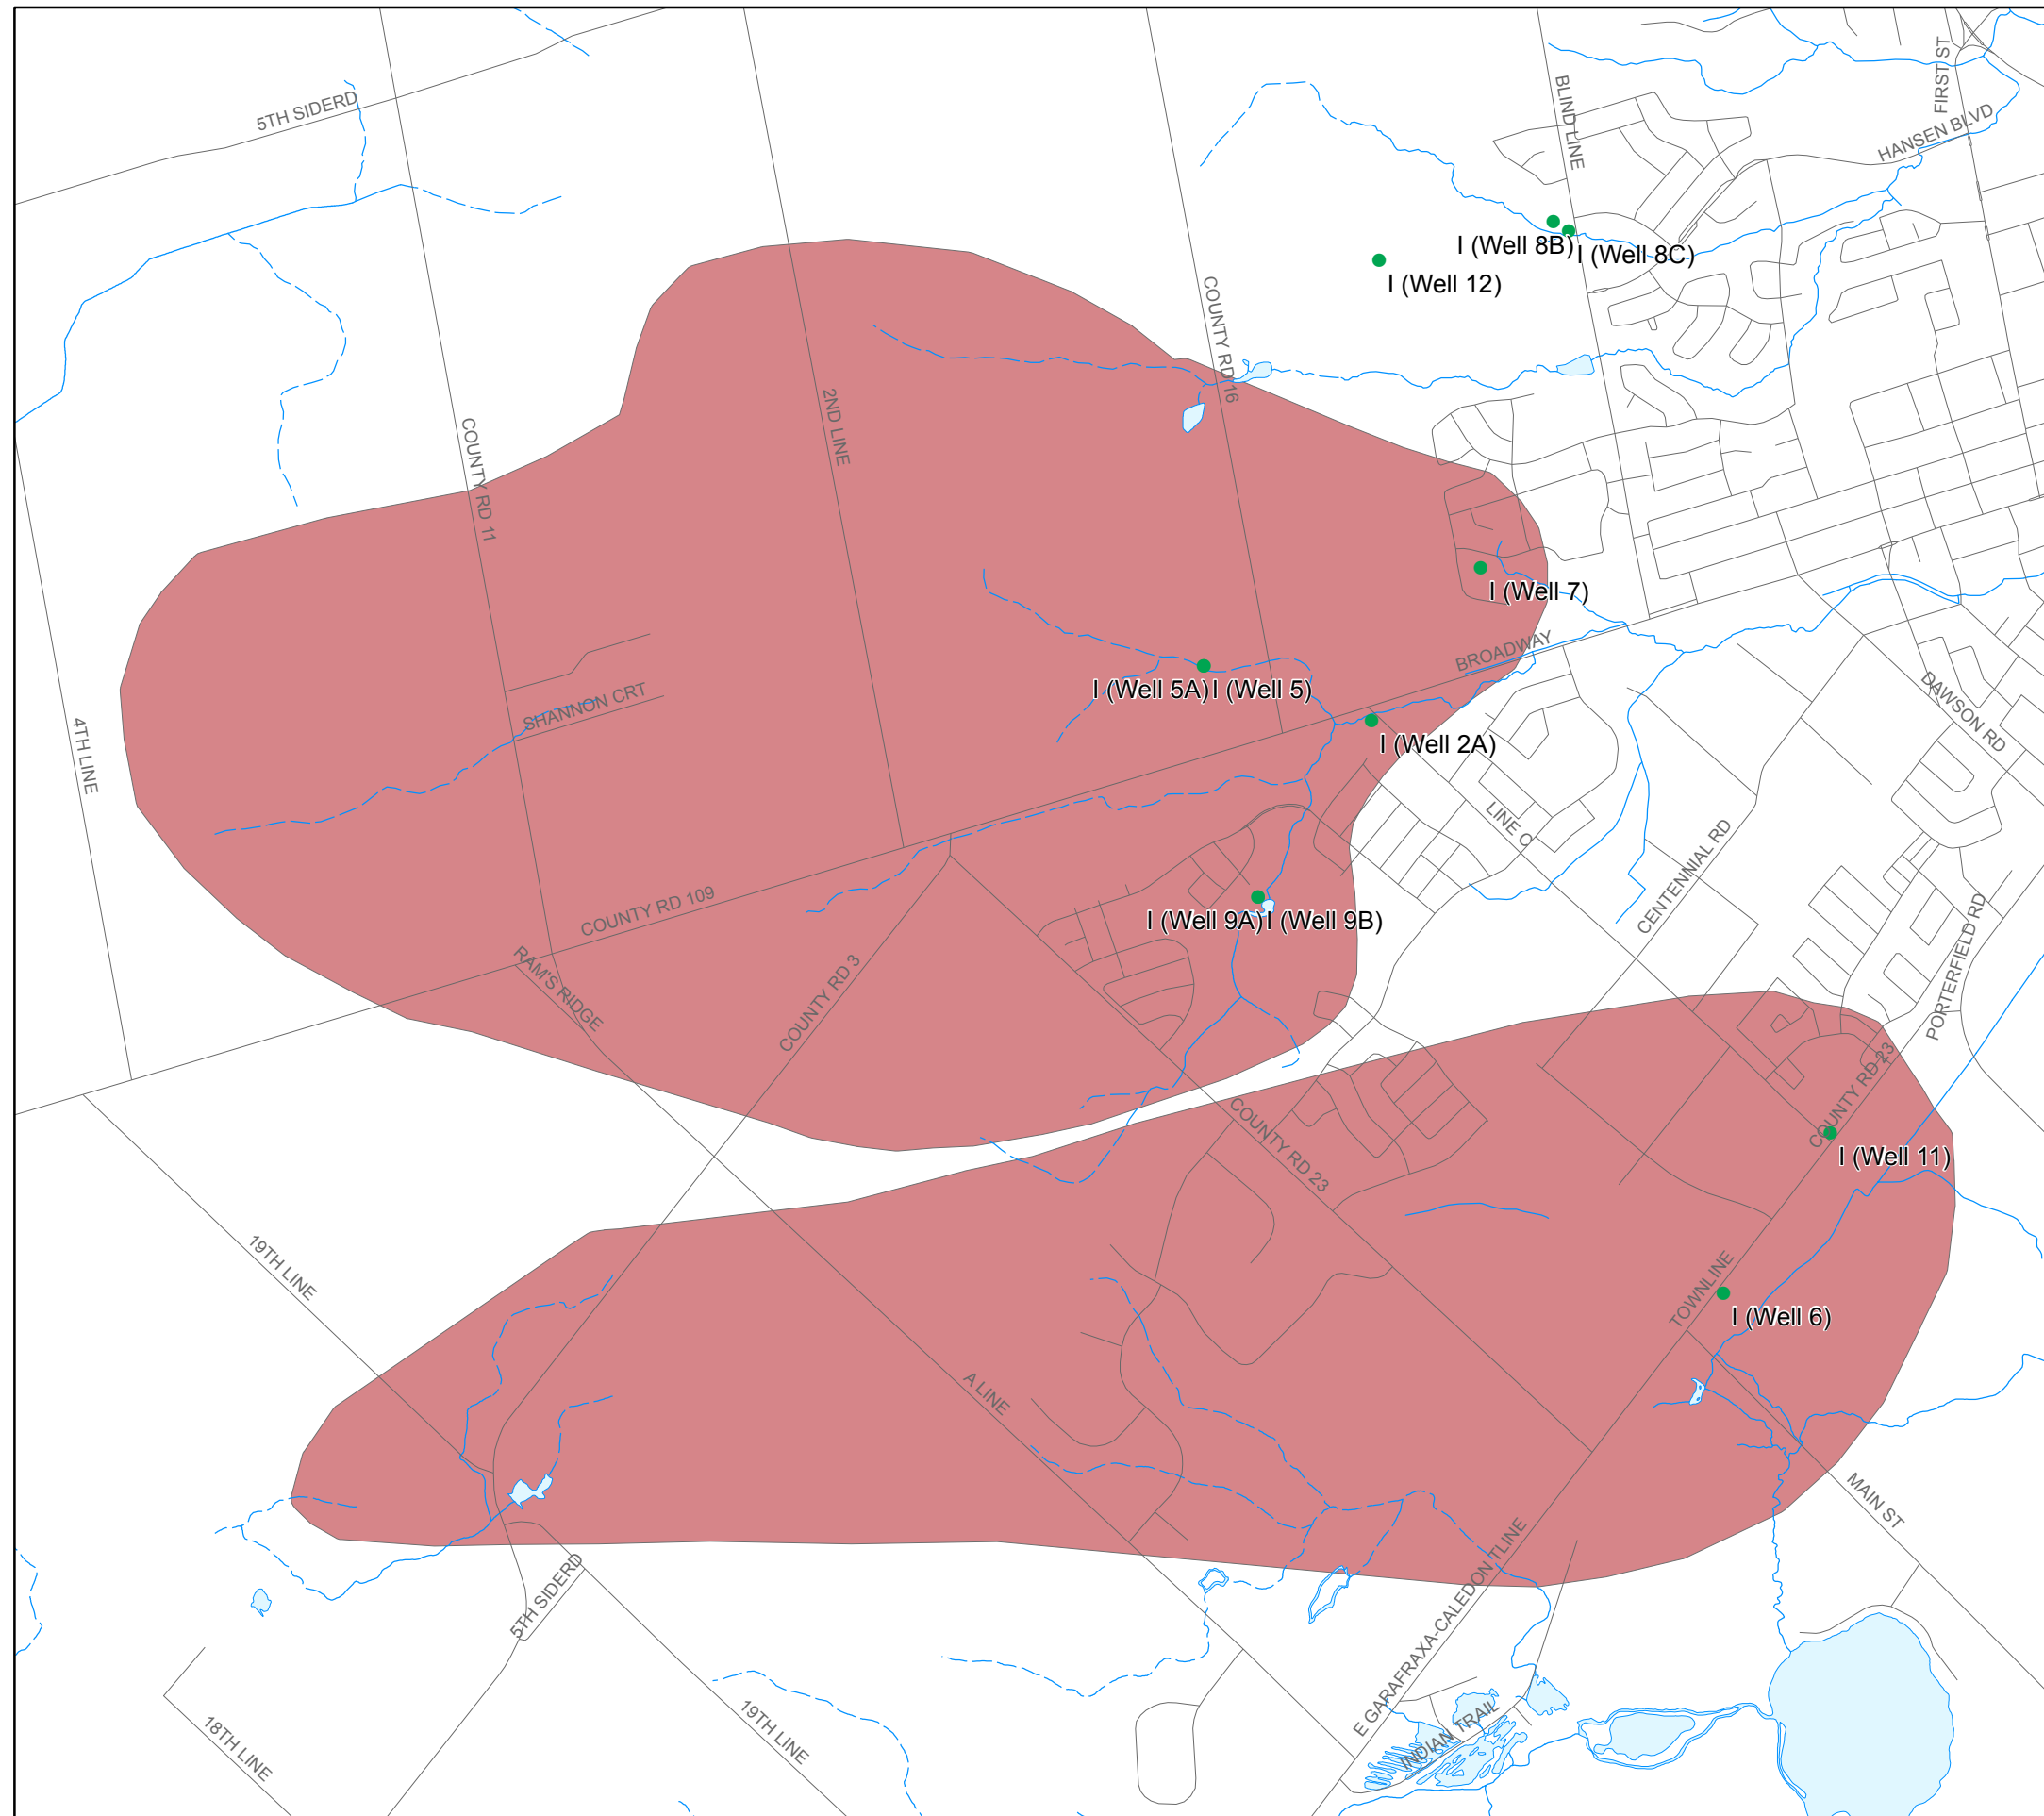 FIRST ST
5TH SIDERD
BLIND LINE
HANSEN BLVD
I (Well 8B)
I (Well 8C)
I (Well 12)
COUNTY RD 16
2ND LINE
COUNTY RD 11
I (Well 7)
BROADWAY
I (Well 5A)
I (Well 5)
SHANNON CRT
4TH LINE
I (Well 2A)
DAWSON RD
LINE C
CENTENNIAL RD
COUNTY RD 109
I (Well 9A)
I (Well 9B)
PORTERFIELD RD
RAM'S RIDGE
COUNTY RD 3
COUNTY RD 23
COUNTY RD 23
I (Well 11)
19TH LINE
TOWNLINE
I (Well 6)
A LINE
MAIN ST
5TH SIDERD
E GARAFRAXA-CALEDON TLINE
INDIAN TRAIL
18TH LINE
19TH LINE